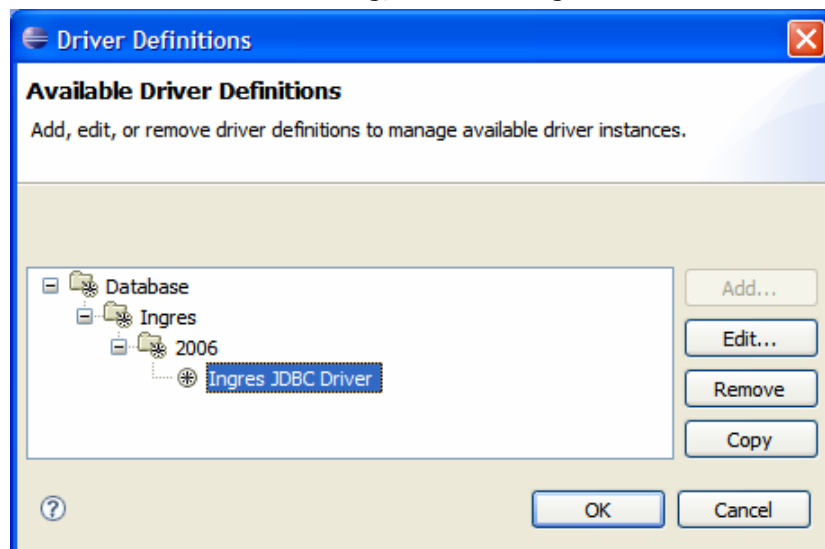 Driver Definitions
Available Driver Definitions
Add, edit, or remove driver definitions to manage available driver instances.
Database
Ingres
2006
Ingres JDBC Driver
Add...
Edit...
Remove
Copy
?
OK
Cancel